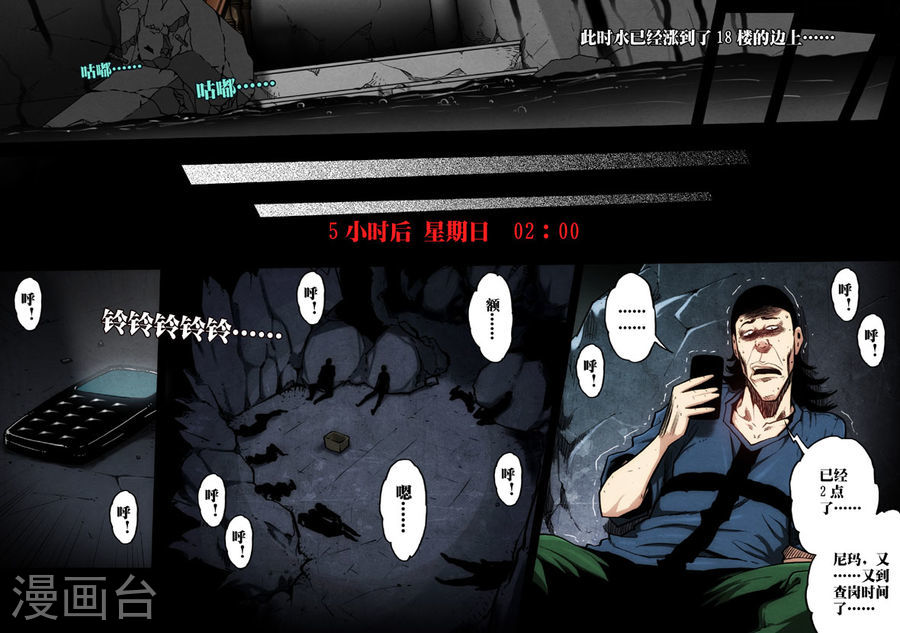 此时水已经涨到了18楼的边上……
咕嘟……
咕嘟……
5小时后 星期日 02：00
呼！
铃铃铃铃铃……
呼！
呼！
额
……
嗯
……
呼！
呼！
呼！
……
……
呼！
呼！
呼！
已经
2点
了……
尼玛，又
……又到
查岗时间
了……
漫画台